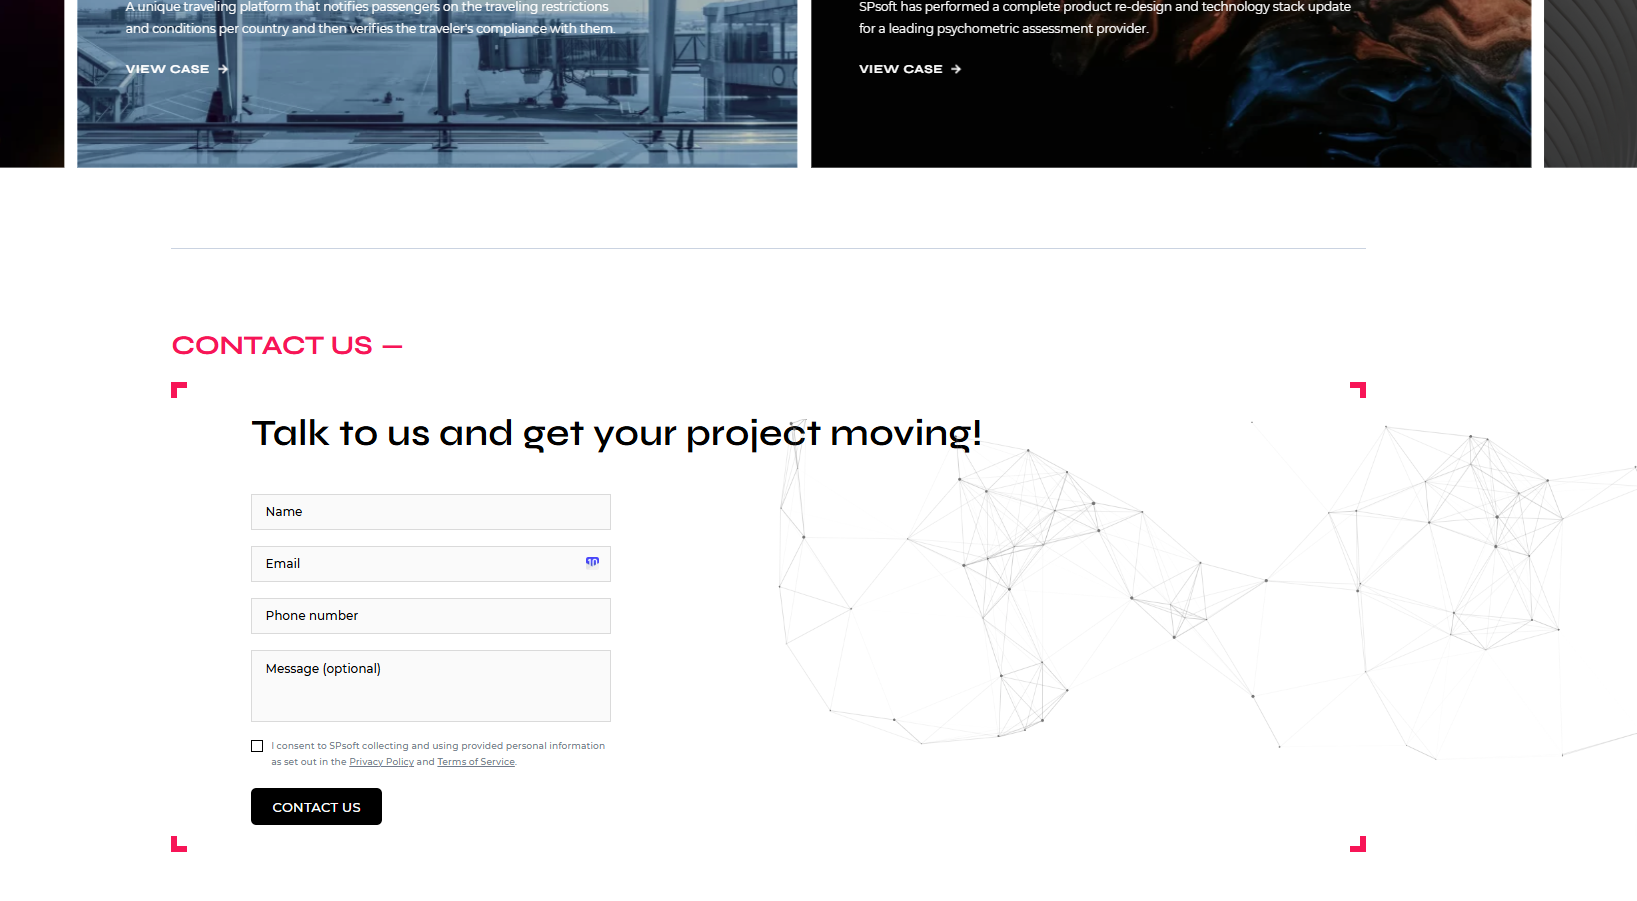 A unique traveling platform that notifies passengers on the traveling restrictions
and conditions per country and then verifies the traveler's compliance with them.
VIEW CASE →
SPsoft has performed a complete product re-design and technology stack update
for a leading psychometric assessment provider.
VIEW CASE →
CONTACT US —
Talk to us and get your project moving!
Name
Email
10
Phone number
Message (optional)
I consent to SPsoft collecting and using provided personal information
as set out in the Privacy Policy and Terms of Service.
CONTACT US